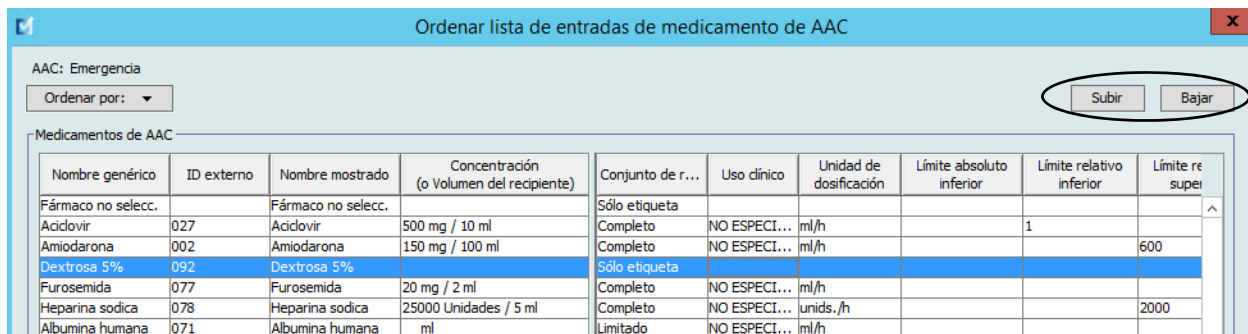 Ordenar lista de entradas de medicamento de AAC
x
AAC: Emergencia
Ordenar por:
Subir Bajar
Medicamentos de AAC
Nombre genérico ID externo Nombre mostrado Concentración (o Volumen del recipiente) Conjunto de r... Uso clínico Unidad de dosificación Límite absoluto inferior Límite relativo inferior Límite re super
Fármaco no selecc. Fármaco no selecc. Sólo etiqueta
Aciclovir 027 Aciclovir 500 mg / 10 ml Completo NO ESPECI... ml/h 1
Amiodarona 002 Amiodarona 150 mg / 100 ml Completo NO ESPECI... ml/h 600
Dextrosa 5% 092 Dextrosa 5% Sólo etiqueta
Furosemida 077 Furosemida 20 mg / 2 ml Completo NO ESPECI... ml/h
Heparina sodica 078 Heparina sodica 25000 Unidades / 5 ml Completo NO ESPECI... unids./h 2000
Albumina humana 071 Albumina humana ml Limitado NO ESPECI... ml/h